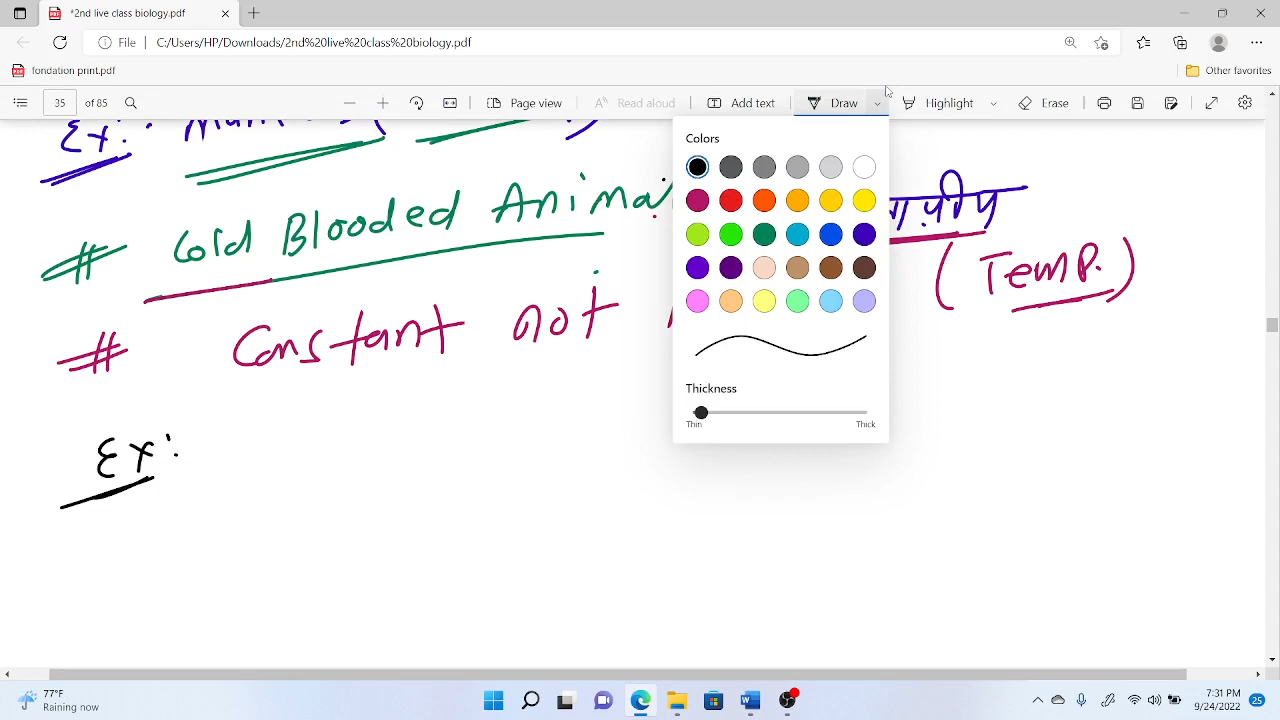 *2nd live class biology.pdf
File C:/Users/HP/Downloads/2nd%20live%20class%20biology.pdf
fondation print.pdf Other favorites
35 of 85 Page view Read aloud Add text Draw Highlight Erase
Ex:
# Cold Blooded Anima
# Constant not
( Temp. )
Ex:
Colors
Thickness
Thin Thick
77°F
Raining now
7:31 PM
9/24/2022
25